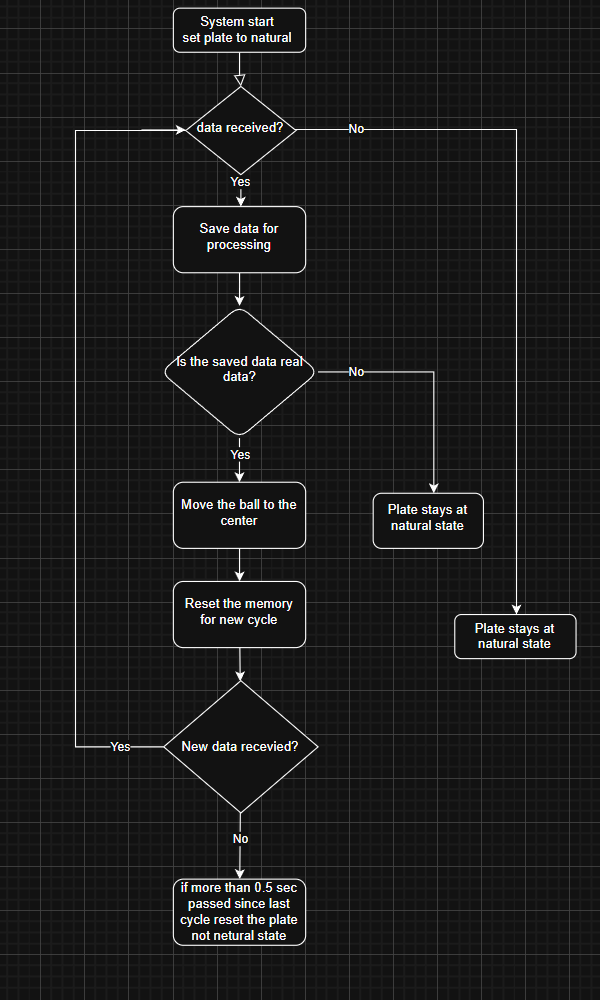 System start
set plate to natural
data received?
No
Yes
Save data for
processing
Is the saved data real
data?
No
Yes
Move the ball to the
center
Plate stays at
natural state
Reset the memory
for new cycle
Plate stays at
natural state
New data recevied?
Yes
No
if more than 0.5 sec
passed since last
cycle reset the plate
not netural state